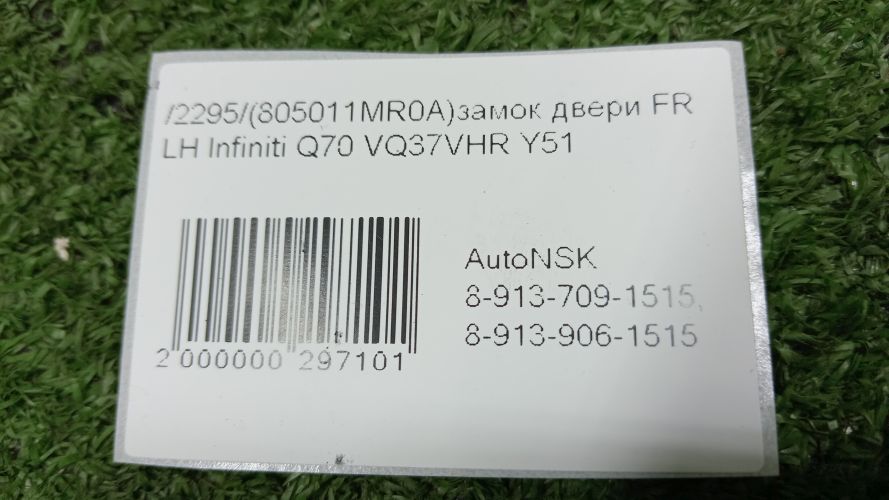 /2295/(805011MR0A)замок двери FR
LH Infiniti Q70 VQ37VHR Y51
AutoNSK
8-913-709-1515,
8-913-906-1515
2 000000 297101